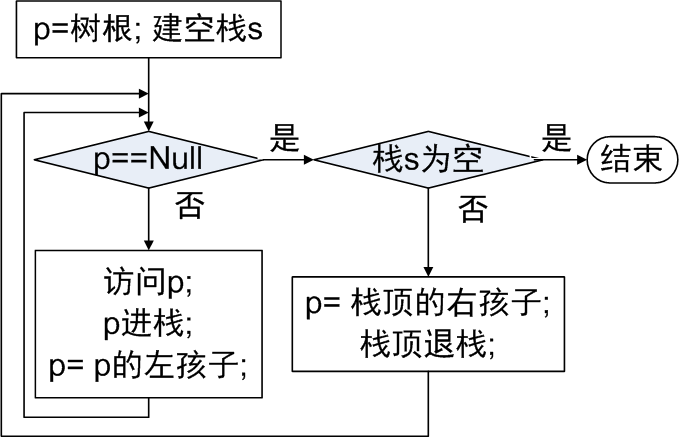 p=树根; 建空栈s
p==Null
是
栈s为空
是
结束
否
否
访问p;
p进栈;
p= p的左孩子;
p= 栈顶的右孩子;
栈顶退栈;